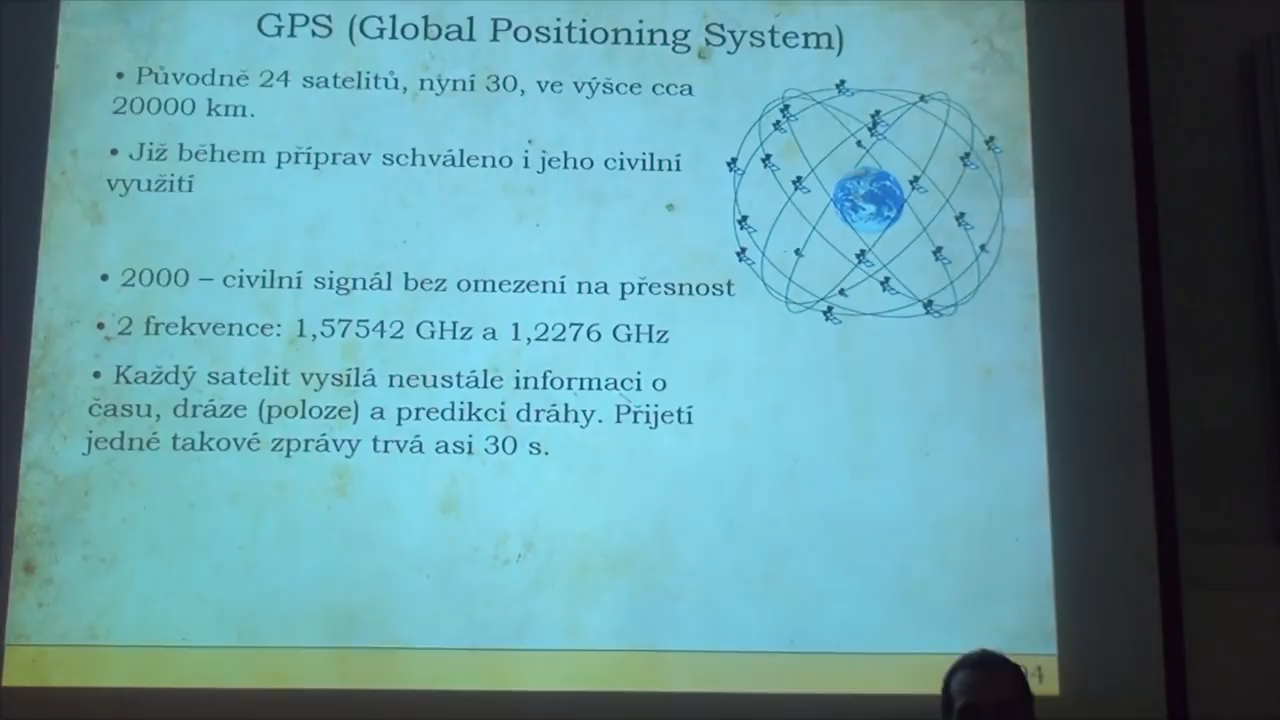 GPS (Global Positioning System)
• Původně 24 satelitů, nyní 30, ve výšce cca
20000 km.
• Již během příprav schváleno i jeho civilní
využití
• 2000 – civilní signál bez omezení na přesnost
• 2 frekvence: 1,57542 GHz a 1,2276 GHz
• Každý satelit vysílá neustále informaci o
času, dráze (poloze) a predikci dráhy. Přijetí
jedné takové zprávy trvá asi 30 s.